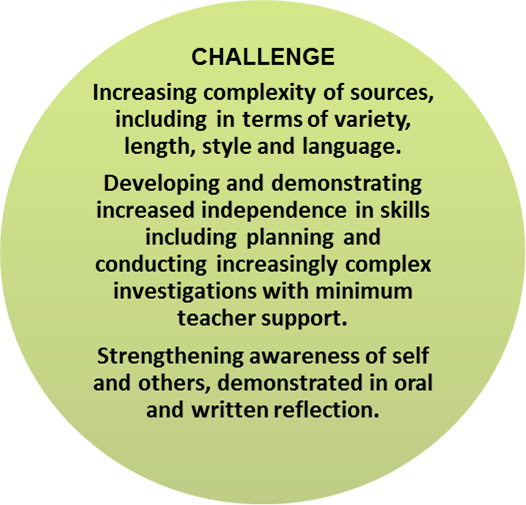 CHALLENGE
Increasing complexity of sources,
including in terms of variety,
length, style and language.
Developing and demonstrating
increased independence in skills
including planning and
conducting increasingly complex
investigations with minimum
teacher support.
Strengthening awareness of self
and others, demonstrated in oral
and written reflection.